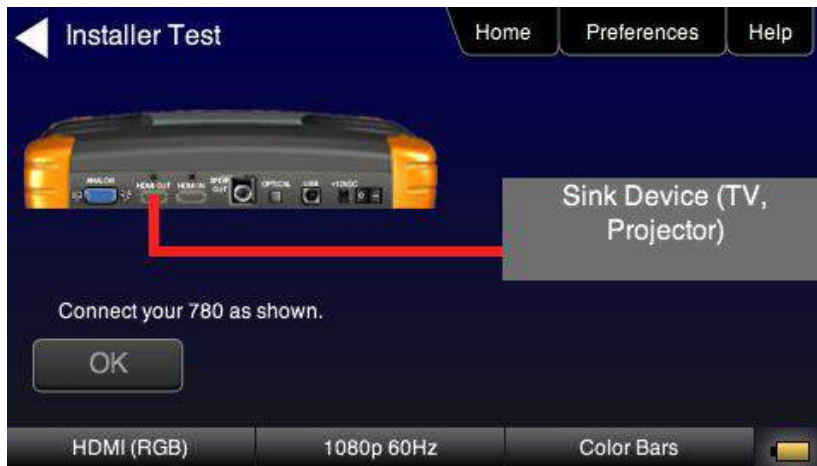 Installer Test
Home
Preferences
Help
ANALOG
HDMI OUT
HDMI IN
SPDIF
OUT
OPTICAL
USB
+12VDC
Sink Device (TV,
Projector)
Connect your 780 as shown.
OK
HDMI (RGB)
1080p 60Hz
Color Bars